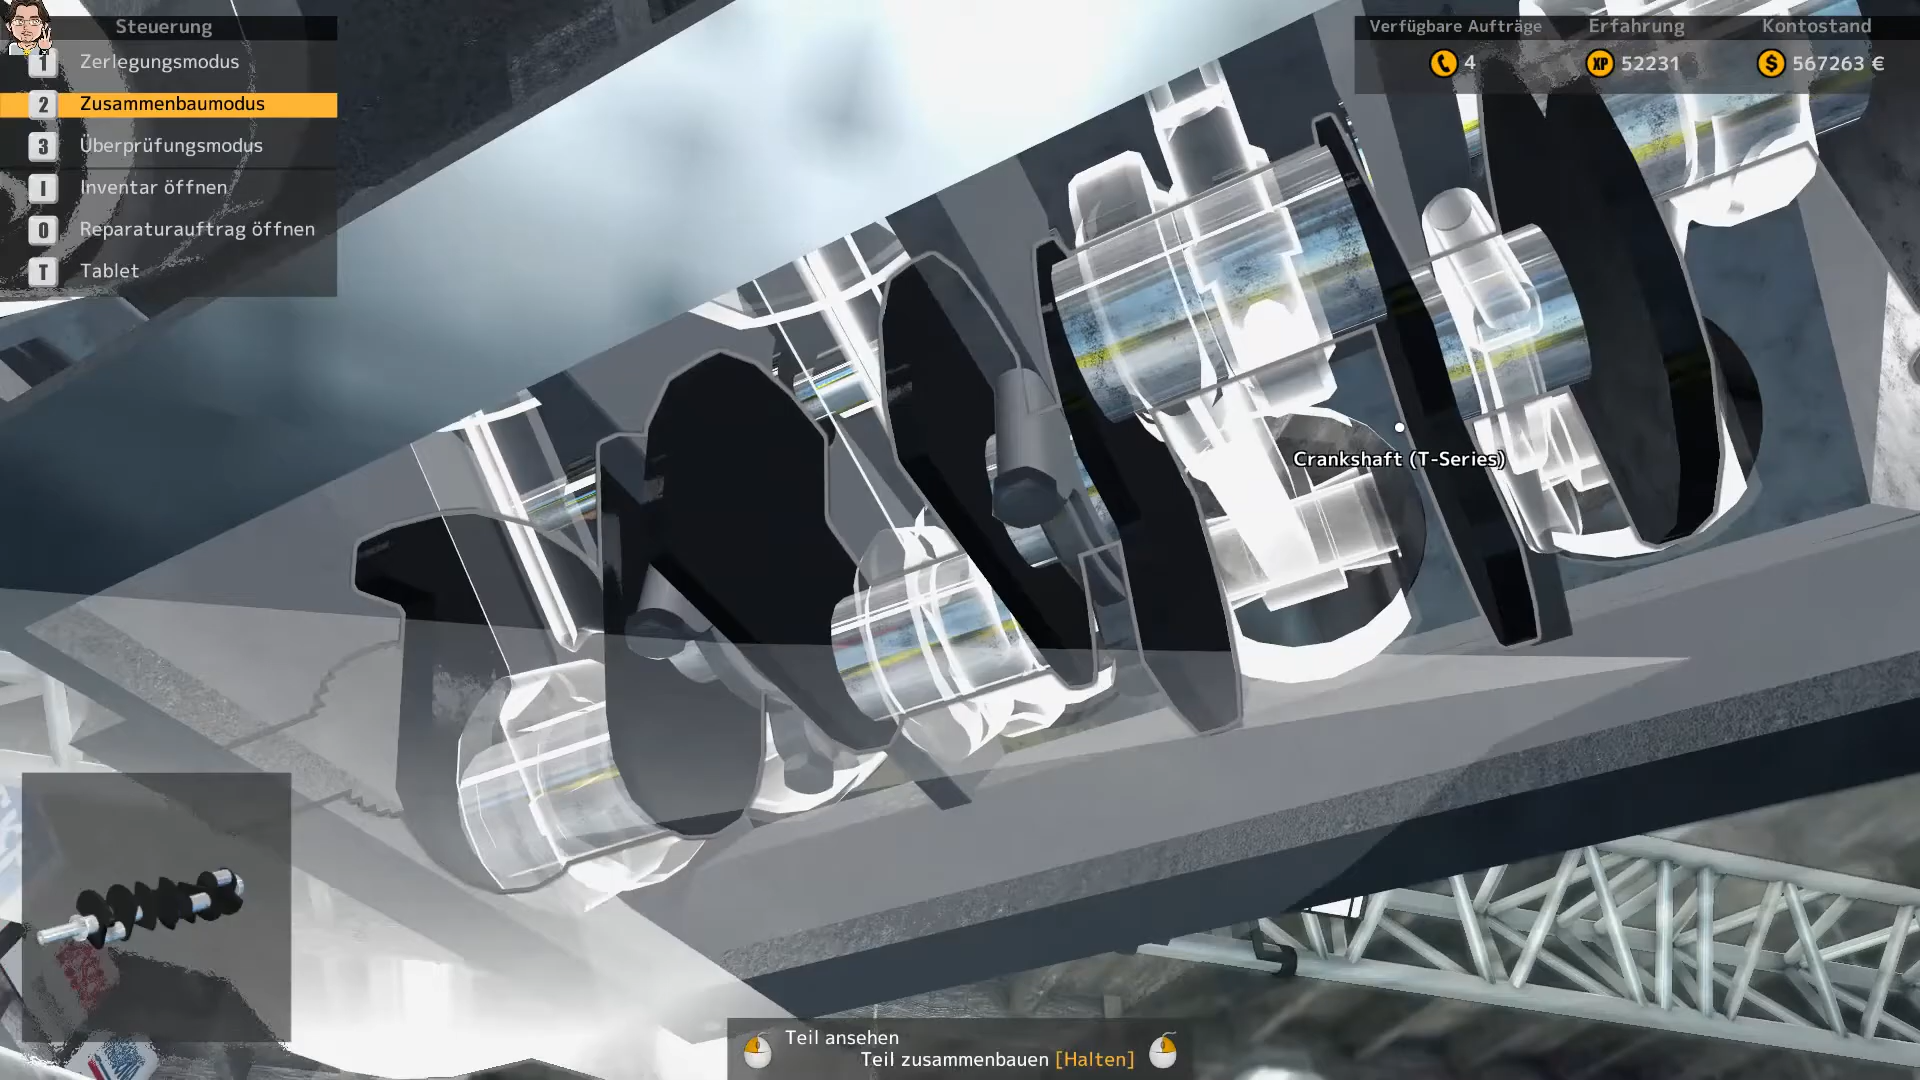 Steuerung
1 Zerlegungsmodus
2 Zusammenbaumodus
3 Überprüfungsmodus
I Inventar öffnen
O Reparaturauftrag öffnen
T Tablet
Verfügbare Aufträge Erfahrung Kontostand
4 XP 52231 $ 567263 €
Crankshaft (T-Series)
Teil ansehen
Teil zusammenbauen [Halten]